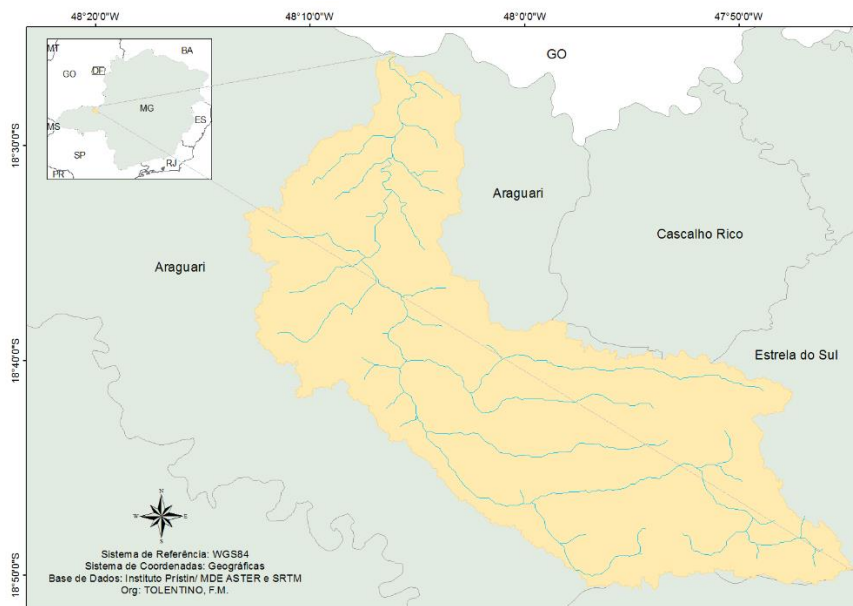 48°20'0"O 48°10'0"O 48°0'0"O 47°50'0"O
MT
BA
GO
DF
MG
MS
ES
SP
RJ
PR
GO
18°30'0"S
Araguari
Cascalho Rico
Araguari
18°40'0"S
Estrela do Sul
N
W E
S
Sistema de Referência: WGS84
Sistema de Coordenadas: Geográficas
Base de Dados: Instituto Prístin/ MDE ASTER e SRTM
Org: TOLENTINO, F.M.
18°50'0"S